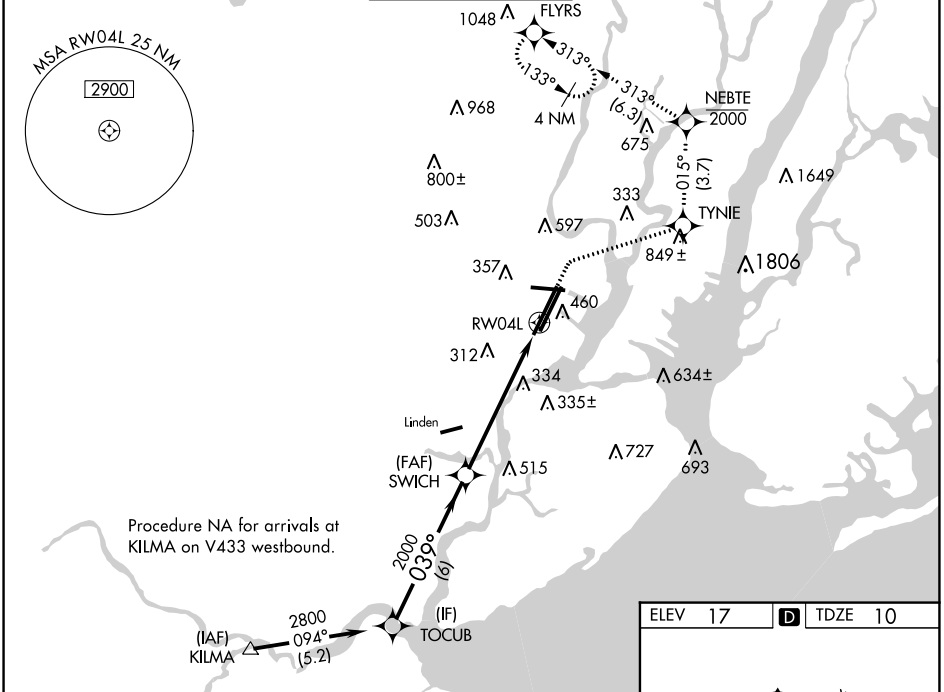 1048
FLYRS
MSA RW04L 25 NM
2900
313°
133°
4 NM
313°
(6.3)
NEBTE
2000
968
675
800±
015°
(3.7)
1649
503
597
333
TYNIE
849±
357
1806
460
RW04L
312
334
634±
335±
Linden
727
693
(FAF)
SWICH
515
Procedure NA for arrivals at
KILMA on V433 westbound.
2000
039°
(6)
(IF)
TOCUB
2800
094°
(5.2)
(IAF)
KILMA
ELEV 17 D TDZE 10